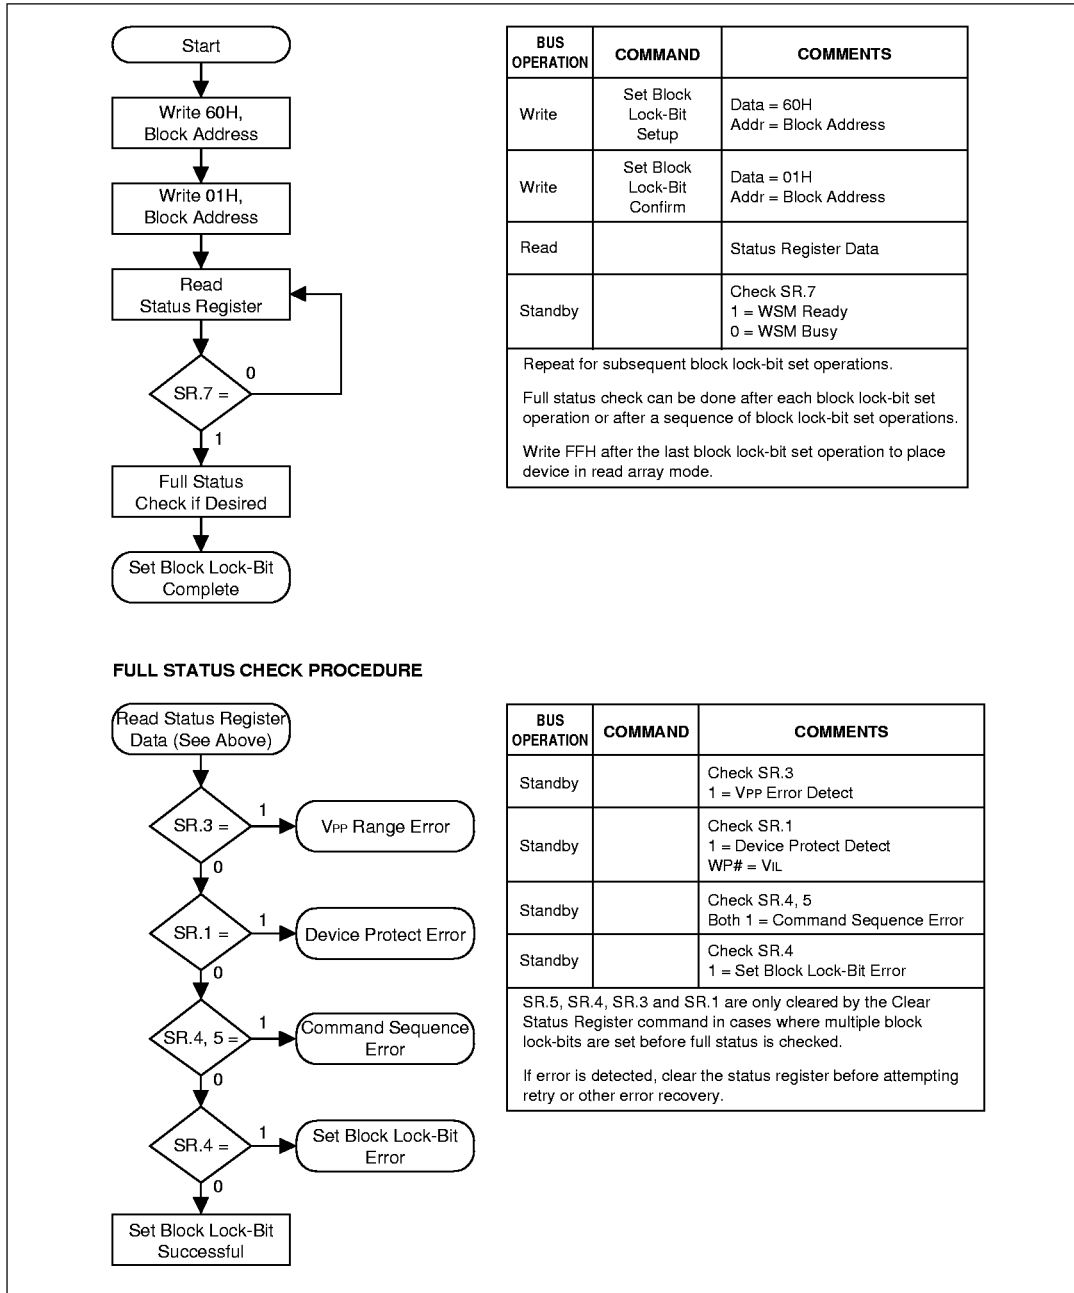 Start
Write 60H,
Block Address
Write 01H,
Block Address
Read
Status Register
SR.7 =
0
1
Full Status
Check if Desired
Set Block Lock-Bit
Complete
BUS
OPERATION
COMMAND
COMMENTS
Write
Set Block
Lock-Bit
Setup
Data = 60H
Addr = Block Address
Write
Set Block
Lock-Bit
Confirm
Data = 01H
Addr = Block Address
Read
Status Register Data
Standby
Check SR.7
1 = WSM Ready
0 = WSM Busy
Repeat for subsequent block lock-bit set operations.
Full status check can be done after each block lock-bit set
operation or after a sequence of block lock-bit set operations.
Write FFH after the last block lock-bit set operation to place
device in read array mode.
FULL STATUS CHECK PROCEDURE
Read Status Register
Data (See Above)
SR.3 =
1
VPP Range Error
0
SR.1 =
1
Device Protect Error
0
SR.4, 5 =
1
Command Sequence
Error
0
SR.4 =
1
Set Block Lock-Bit
Error
0
Set Block Lock-Bit
Successful
BUS
OPERATION
COMMAND
COMMENTS
Standby
Check SR.3
1 = VPP Error Detect
Standby
Check SR.1
1 = Device Protect Detect
WP# = VIL
Standby
Check SR.4, 5
Both 1 = Command Sequence Error
Standby
Check SR.4
1 = Set Block Lock-Bit Error
SR.5, SR.4, SR.3 and SR.1 are only cleared by the Clear
Status Register command in cases where multiple block
lock-bits are set before full status is checked.
If error is detected, clear the status register before attempting
retry or other error recovery.